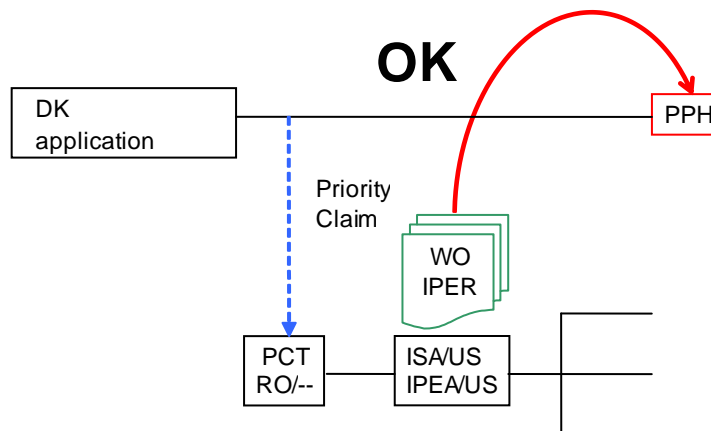 OK
DK
application
PPH
Priority
Claim
WO
IPER
PCT
RO/--
ISA/US
IPEA/US